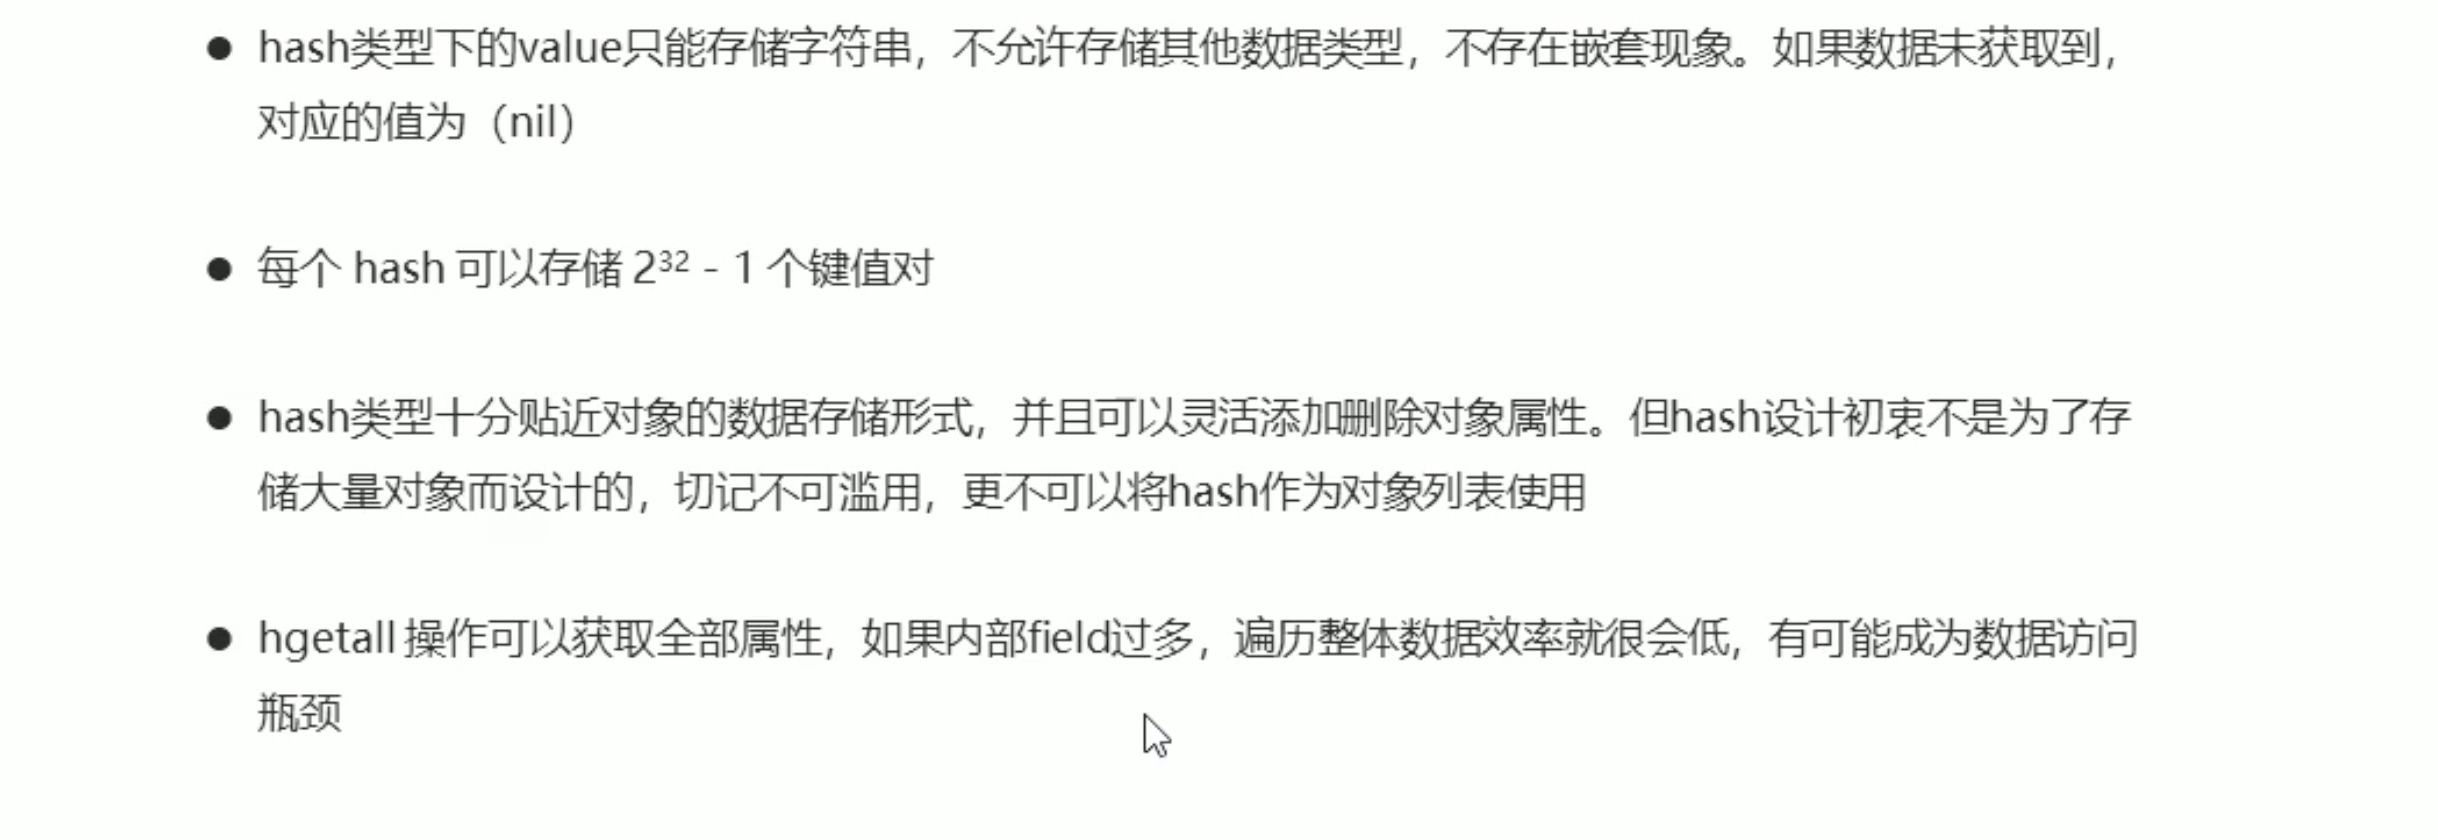 ● hash类型下的value只能存储字符串，不允许存储其他数据类型，不存在嵌套现象。如果数据未获取到，
对应的值为（nil）
● 每个 hash 可以存储 2³² - 1 个键值对
● hash类型十分贴近对象的数据存储形式，并且可以灵活添加删除对象属性。但hash设计初衷不是为了存
储大量对象而设计的，切记不可滥用，更不可以将hash作为对象列表使用
● hgetall 操作可以获取全部属性，如果内部field过多，遍历整体数据效率就很会低，有可能成为数据访问
瓶颈